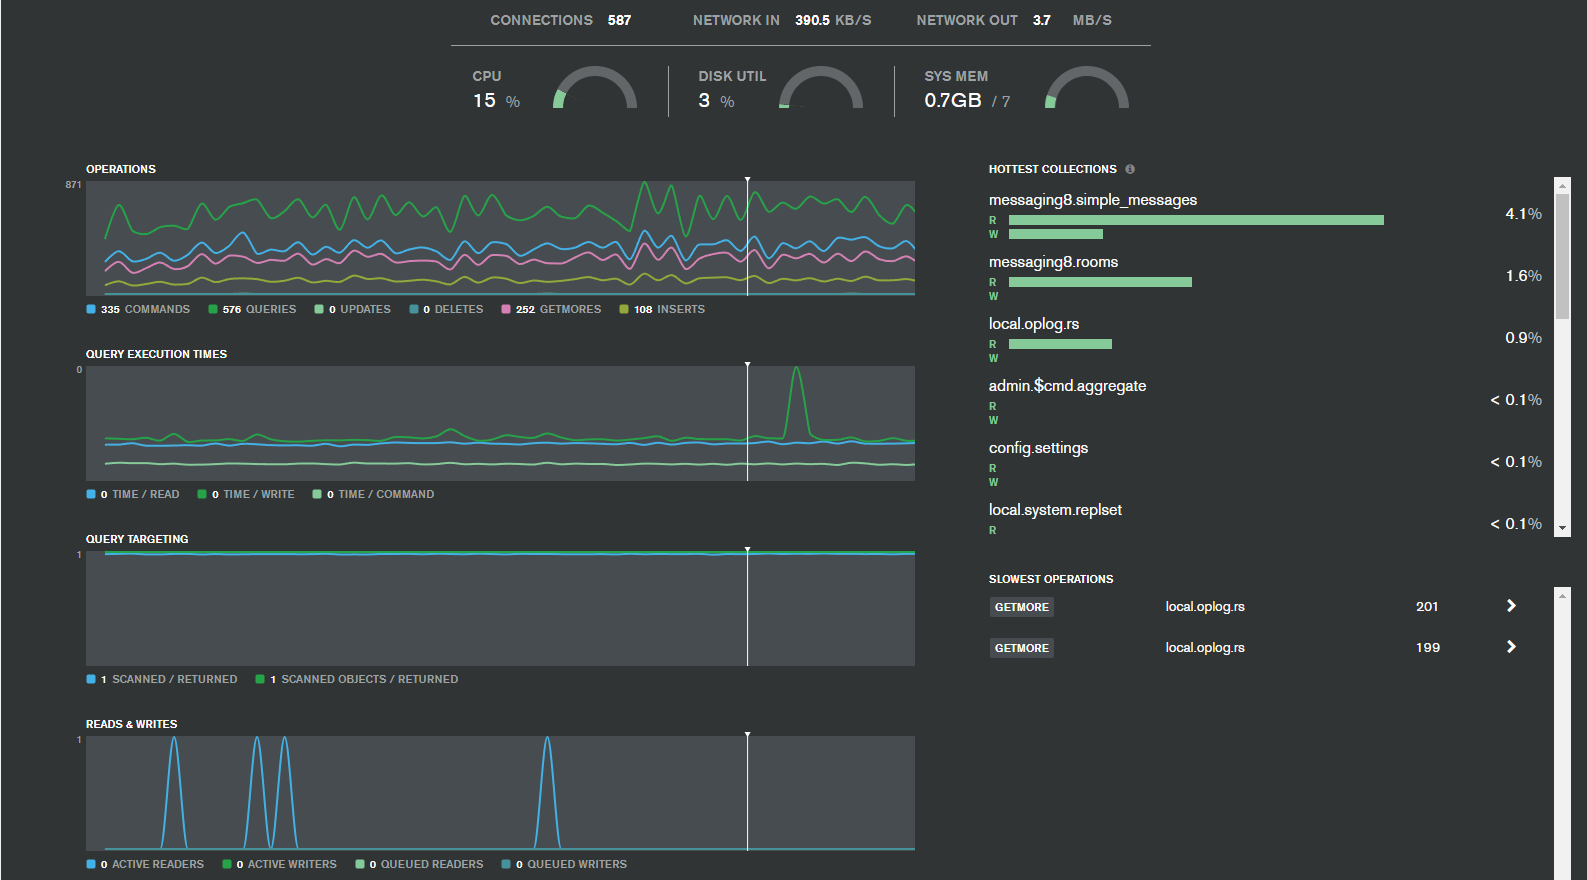 CONNECTIONS 587 NETWORK IN 390.5 KB/S NETWORK OUT 3.7 MB/S
CPU DISK UTIL SYS MEM
15 % 3 % 0.7GB / 7
OPERATIONS
871
335 COMMANDS 576 QUERIES 0 UPDATES 0 DELETES 252 GETMORES 108 INSERTS
QUERY EXECUTION TIMES
0
0 TIME / READ 0 TIME / WRITE 0 TIME / COMMAND
QUERY TARGETING
1
1 SCANNED / RETURNED 1 SCANNED OBJECTS / RETURNED
READS & WRITES
1
0 ACTIVE READERS 0 ACTIVE WRITERS 0 QUEUED READERS 0 QUEUED WRITERS
HOTTEST COLLECTIONS i
messaging8.simple_messages
R
4.1%
W
messaging8.rooms
R
1.6%
W
local.oplog.rs
R
0.9%
W
admin.$cmd.aggregate
R
< 0.1%
W
config.settings
R
< 0.1%
W
local.system.replset
R
< 0.1%
SLOWEST OPERATIONS
GETMORE local.oplog.rs 201
GETMORE local.oplog.rs 199